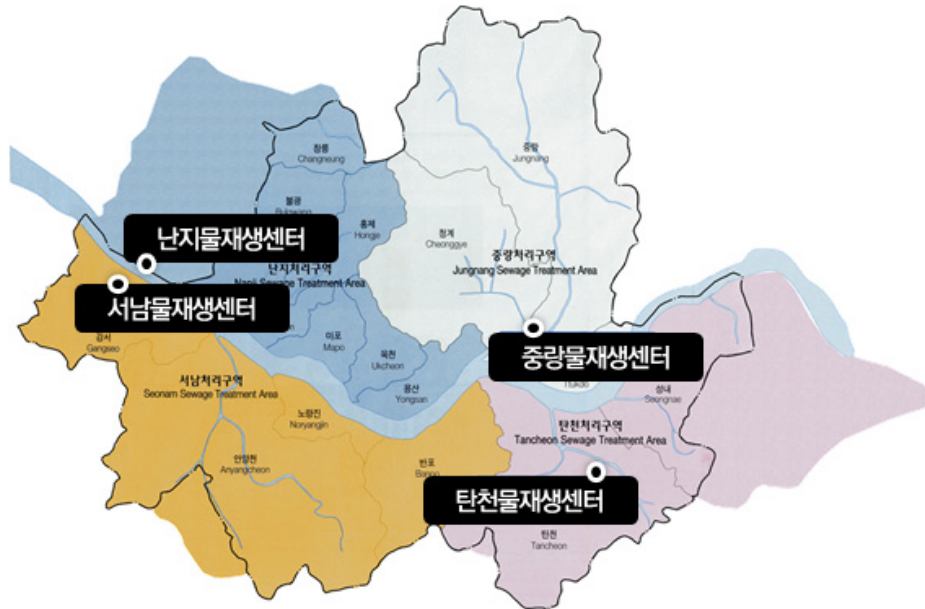 창릉
Changneung
중랑
Jungnang
불광
Bulgwang
홍제
Hongje
난지물재생센터
청계
Cheonggye
중랑처리구역
Jungnang Sewage Treatment Area
난지처리구역
Nanji Sewage Treatment Area
서남물재생센터
강서
Gangseo
마포
Mapo
욱천
Ukcheon
용산
Yongsan
중랑물재생센터
Ttukdo
성내
Seongnae
서남처리구역
Seonam Sewage Treatment Area
노량진
Noryangjin
탄천처리구역
Tancheon Sewage Treatment Area
안양천
Anyangcheon
반포
Banpo
탄천물재생센터
탄천
Tancheon